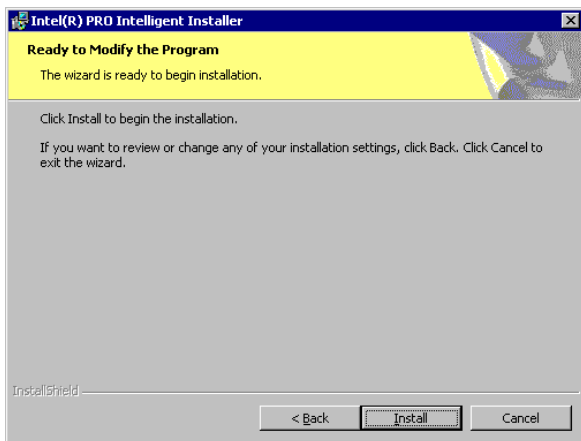 Intel(R) PRO Intelligent Installer
Ready to Modify the Program
The wizard is ready to begin installation.
Click Install to begin the installation.
If you want to review or change any of your installation settings, click Back. Click Cancel to
exit the wizard.
InstallShield
< Back Install Cancel